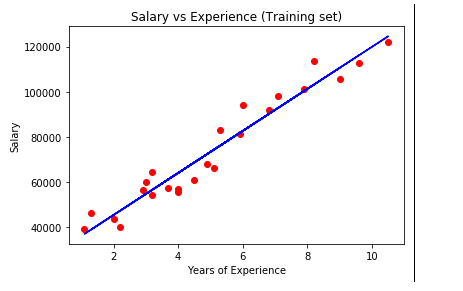 Salary vs Experience (Training set)
120000
100000
80000
60000
40000
Salary
2 4 6 8 10
Years of Experience